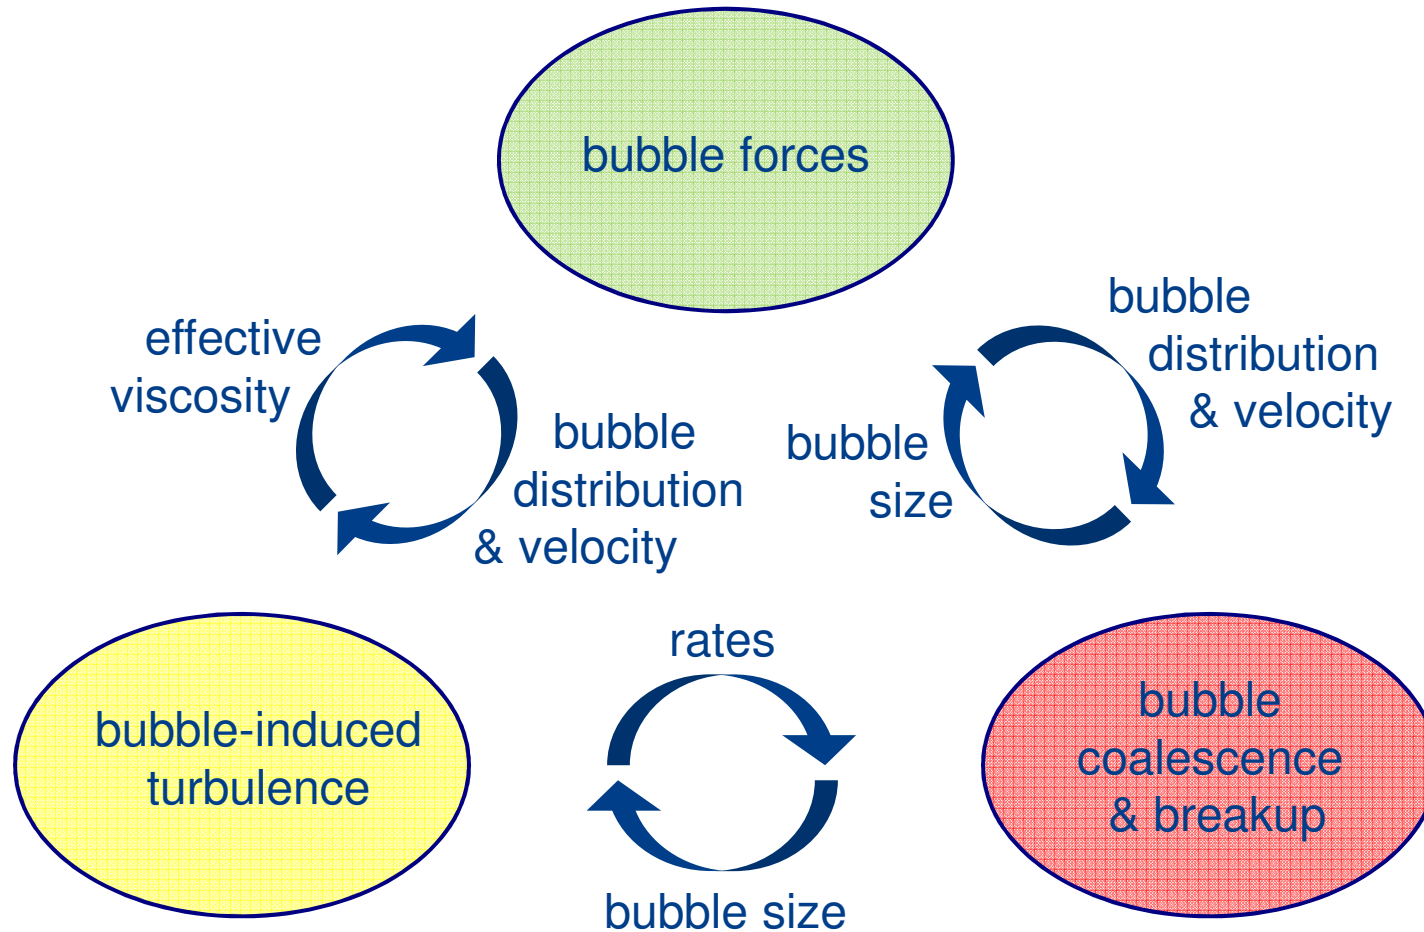 bubble forces
effective
viscosity
bubble
distribution
& velocity
bubble
size
bubble
distribution
& velocity
bubble-induced
turbulence
rates
bubble size
bubble
coalescence
& breakup